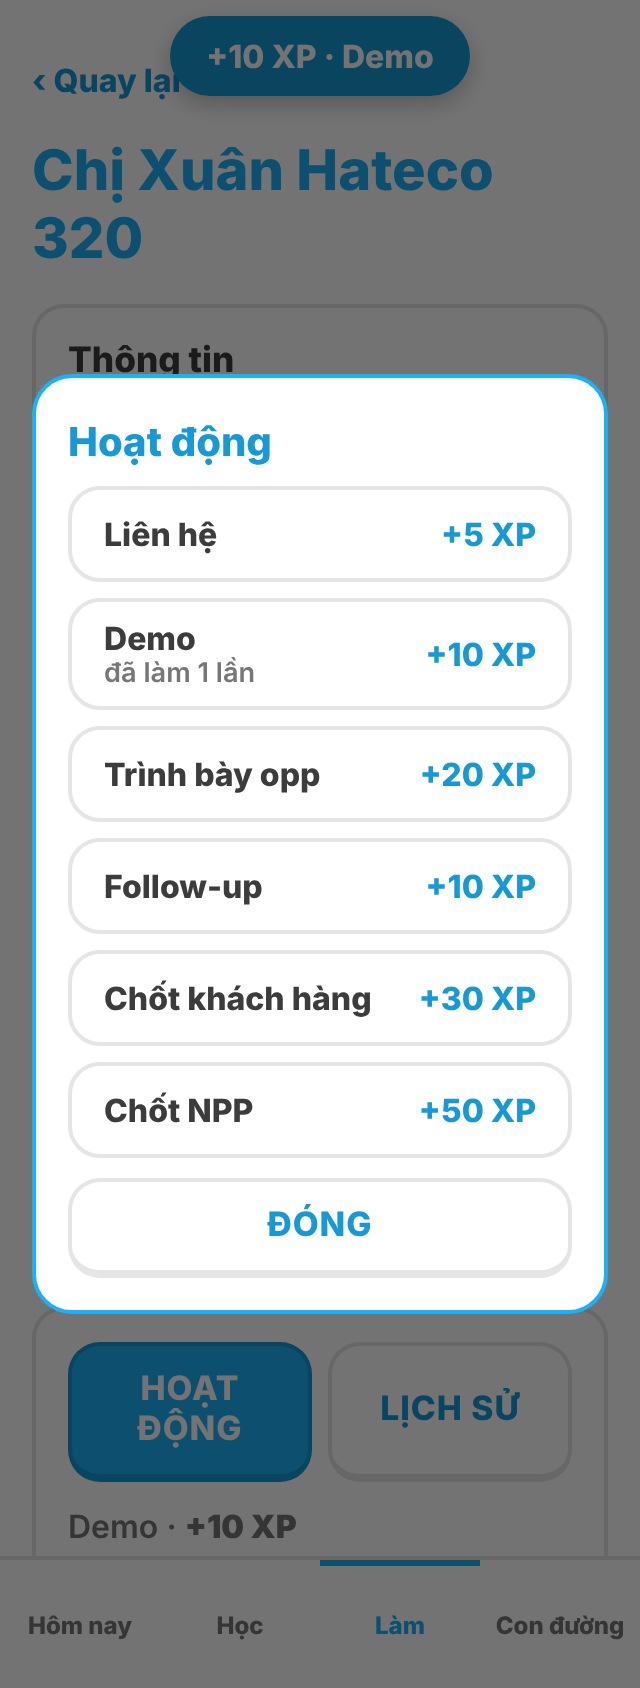 +10 XP · Demo
‹ Quay lại
Chị Xuân Hateco
320
Thông tin
Hoạt động
Liên hệ +5 XP
Demo
đã làm 1 lần
+10 XP
Trình bày opp +20 XP
Follow-up +10 XP
Chốt khách hàng +30 XP
Chốt NPP +50 XP
ĐÓNG
HOẠT
ĐỘNG
LỊCH SỬ
Demo · +10 XP
Hôm nay Học Làm Con đường